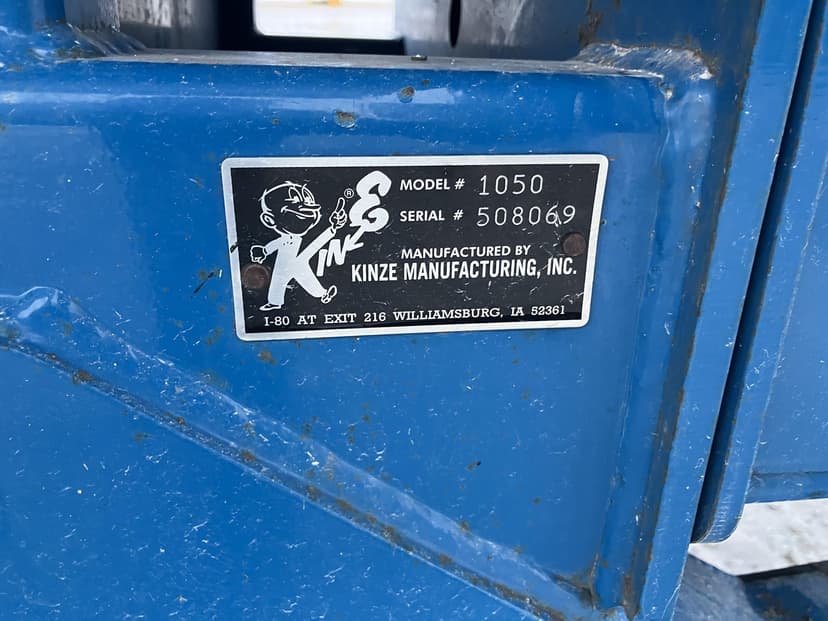 KINZE ®
MODEL # 1050
SERIAL # 508069
MANUFACTURED BY
KINZE MANUFACTURING, INC.
I-80 AT EXIT 216 WILLIAMSBURG, IA 52361